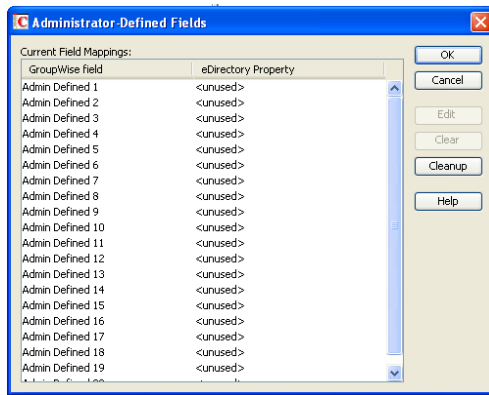 Administrator-Defined Fields
Current Field Mappings:
GroupWise field eDirectory Property
Admin Defined 1 <unused>
Admin Defined 2 <unused>
Admin Defined 3 <unused>
Admin Defined 4 <unused>
Admin Defined 5 <unused>
Admin Defined 6 <unused>
Admin Defined 7 <unused>
Admin Defined 8 <unused>
Admin Defined 9 <unused>
Admin Defined 10 <unused>
Admin Defined 11 <unused>
Admin Defined 12 <unused>
Admin Defined 13 <unused>
Admin Defined 14 <unused>
Admin Defined 15 <unused>
Admin Defined 16 <unused>
Admin Defined 17 <unused>
Admin Defined 18 <unused>
Admin Defined 19 <unused>
OK
Cancel
Edit
Clear
Cleanup
Help